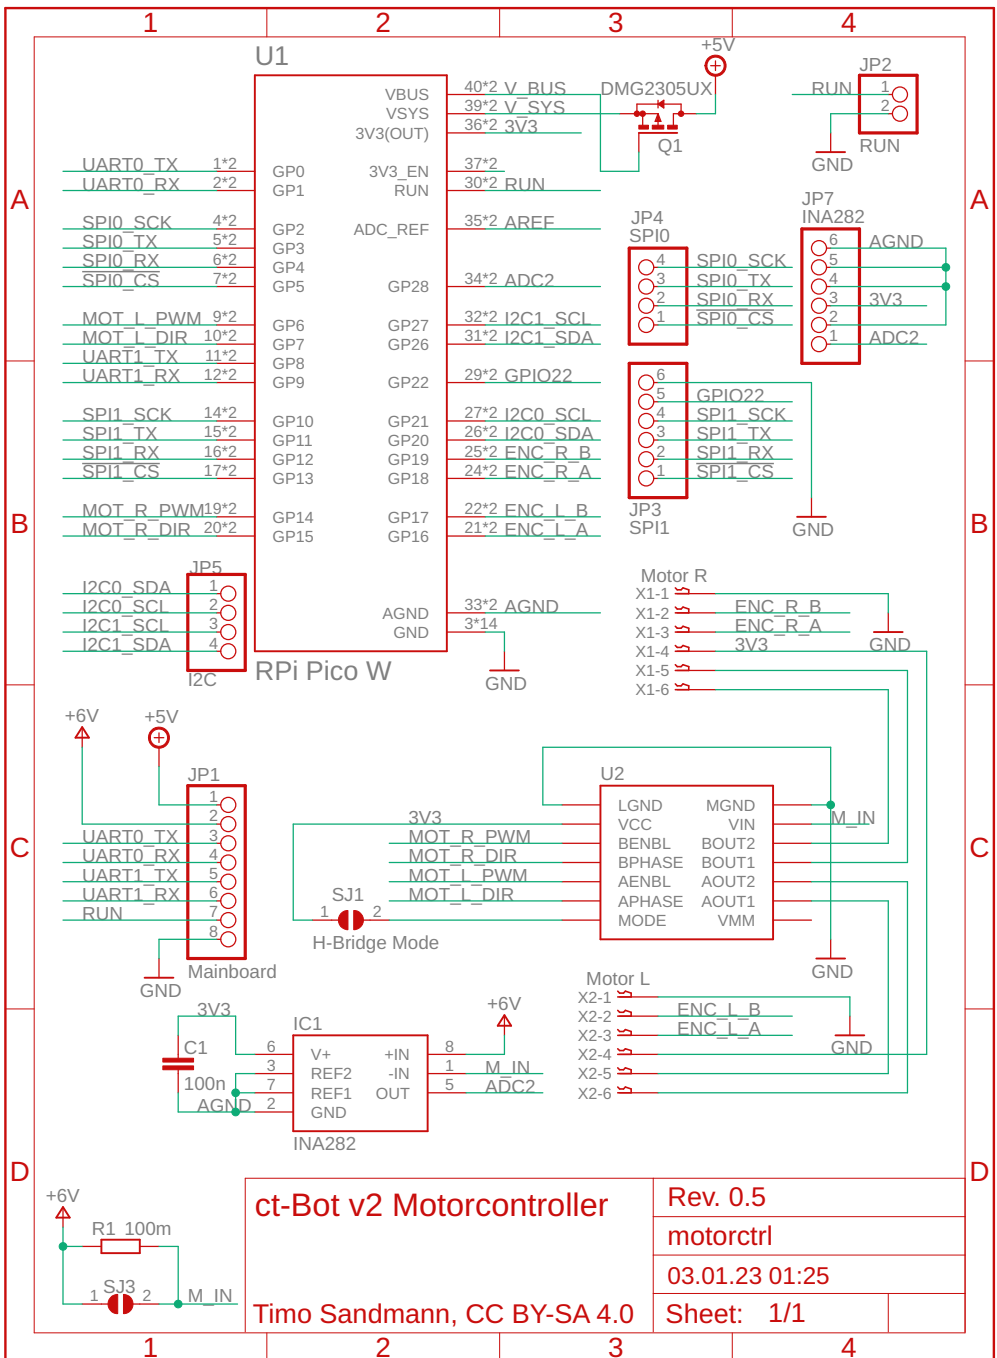 1 2 3 4
A A
B B
C C
D D
1 2 3 4
U1
VBUS 40*2 V_BUS
VSYS 39*2 V_SYS
3V3(OUT) 36*2 3V3
UART0_TX 1*2 GP0
3V3_EN 37*2
UART0_RX 2*2 GP1
RUN 30*2 RUN
SPI0_SCK 4*2 GP2
ADC_REF 35*2 AREF
SPI0_TX 5*2 GP3
SPI0_RX 6*2 GP4
SPI0_CS 7*2 GP5
GP28 34*2 ADC2
MOT_L_PWM 9*2 GP6
GP27 32*2 I2C1_SCL
MOT_L_DIR 10*2 GP7
GP26 31*2 I2C1_SDA
UART1_TX 11*2 GP8
UART1_RX 12*2 GP9
GP22 29*2 GPIO22
SPI1_SCK 14*2 GP10
GP21 27*2 I2C0_SCL
SPI1_TX 15*2 GP11
GP20 26*2 I2C0_SDA
SPI1_RX 16*2 GP12
GP19 25*2 ENC_R_B
SPI1_CS 17*2 GP13
GP18 24*2 ENC_R_A
MOT_R_PWM 19*2 GP14
GP17 22*2 ENC_L_B
MOT_R_DIR 20*2 GP15
GP16 21*2 ENC_L_A
AGND 33*2 AGND
GND 3*14
GND
RPi Pico W
+5V
DMG2305UX
Q1
JP2
RUN 1
2
GND
RUN
JP7
INA282
6 AGND
5
4
3 3V3
2
1 ADC2
JP4
SPI0
4 SPI0_SCK
3 SPI0_TX
2 SPI0_RX
1 SPI0_CS
6
5 GPIO22
4 SPI1_SCK
3 SPI1_TX
2 SPI1_RX
1 SPI1_CS
JP3
SPI1
GND
JP5
I2C0_SDA 1
I2C0_SCL 2
I2C1_SCL 3
I2C1_SDA 4
I2C
Motor R
X1-1
X1-2 ENC_R_B
X1-3 ENC_R_A
X1-4 3V3
X1-5
X1-6
GND
+6V
+5V
JP1
1
2
UART0_TX 3
UART0_RX 4
UART1_TX 5
UART1_RX 6
RUN 7
8
GND
Mainboard
U2
LGND MGND
3V3 VCC VIN M_IN
MOT_R_PWM BENBL BOUT2
MOT_R_DIR BPHASE BOUT1
MOT_L_PWM AENBL AOUT2
MOT_L_DIR APHASE AOUT1
MODE VMM
SJ1
1 2
H-Bridge Mode
GND
Motor L
X2-1
X2-2 ENC_L_B
X2-3 ENC_L_A
X2-4
X2-5
X2-6
GND
3V3
C1
100n
AGND
IC1
6 V+ +IN 8
3 REF2 -IN 1 M_IN
7 REF1 OUT 5 ADC2
2 GND
INA282
+6V
+6V
R1 100m
SJ3
1 2 M_IN
ct-Bot v2 Motorcontroller
Timo Sandmann, CC BY-SA 4.0
Rev. 0.5
motorctrl
03.01.23 01:25
Sheet: 1/1